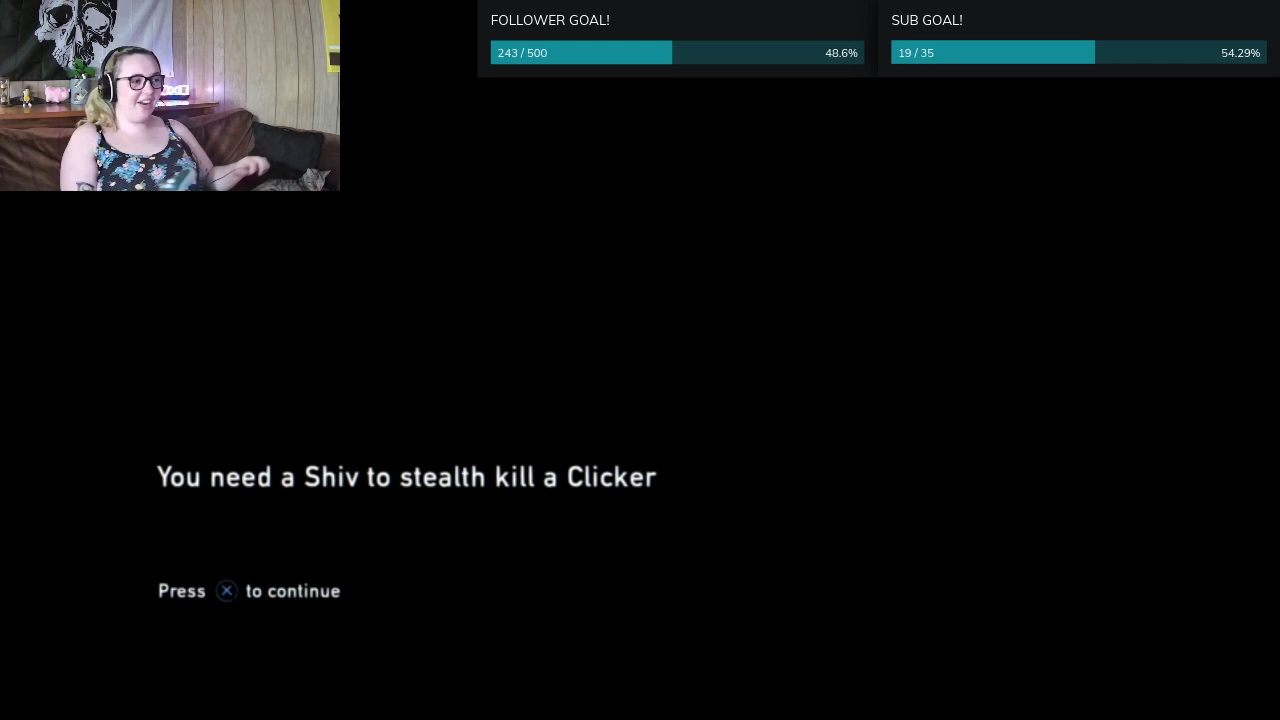 FOLLOWER GOAL!
243 / 500 48.6%
SUB GOAL!
19 / 35 54.29%
You need a Shiv to stealth kill a Clicker
Press ⓧ to continue